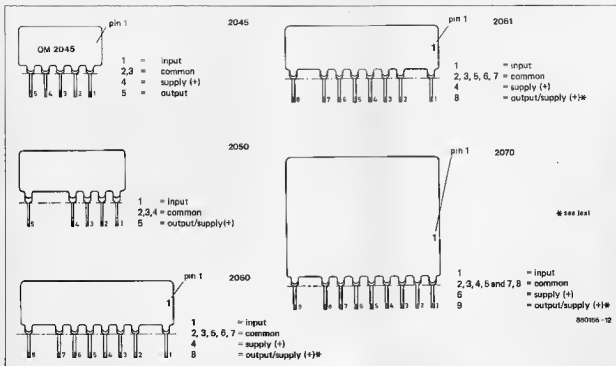 pin 1
2045
OM 2045
1 = input
2,3 = common
4 = supply (+)
5 = output
5 4 3 2 1
2050
1 = input
2,3,4 = common
5 = output/supply(+)
5 4 3 2 1
pin 1
2060
1
1 = input
2, 3, 5, 6, 7 = common
4 = supply (+)
8 = output/supply (+)*
8 7 6 5 4 3 2 1
2061
pin 1
1
1 = input
2, 3, 5, 6, 7 = common
4 = supply (+)
8 = output/supply (+)*
8 7 6 5 4 3 2 1
pin 1
2070
1
* see text
1 = input
2, 3, 4, 5 and 7, 8 = common
6 = supply (+)
9 = output/supply (+)*
9 8 7 6 5 4 3 2 1
880166 - 12